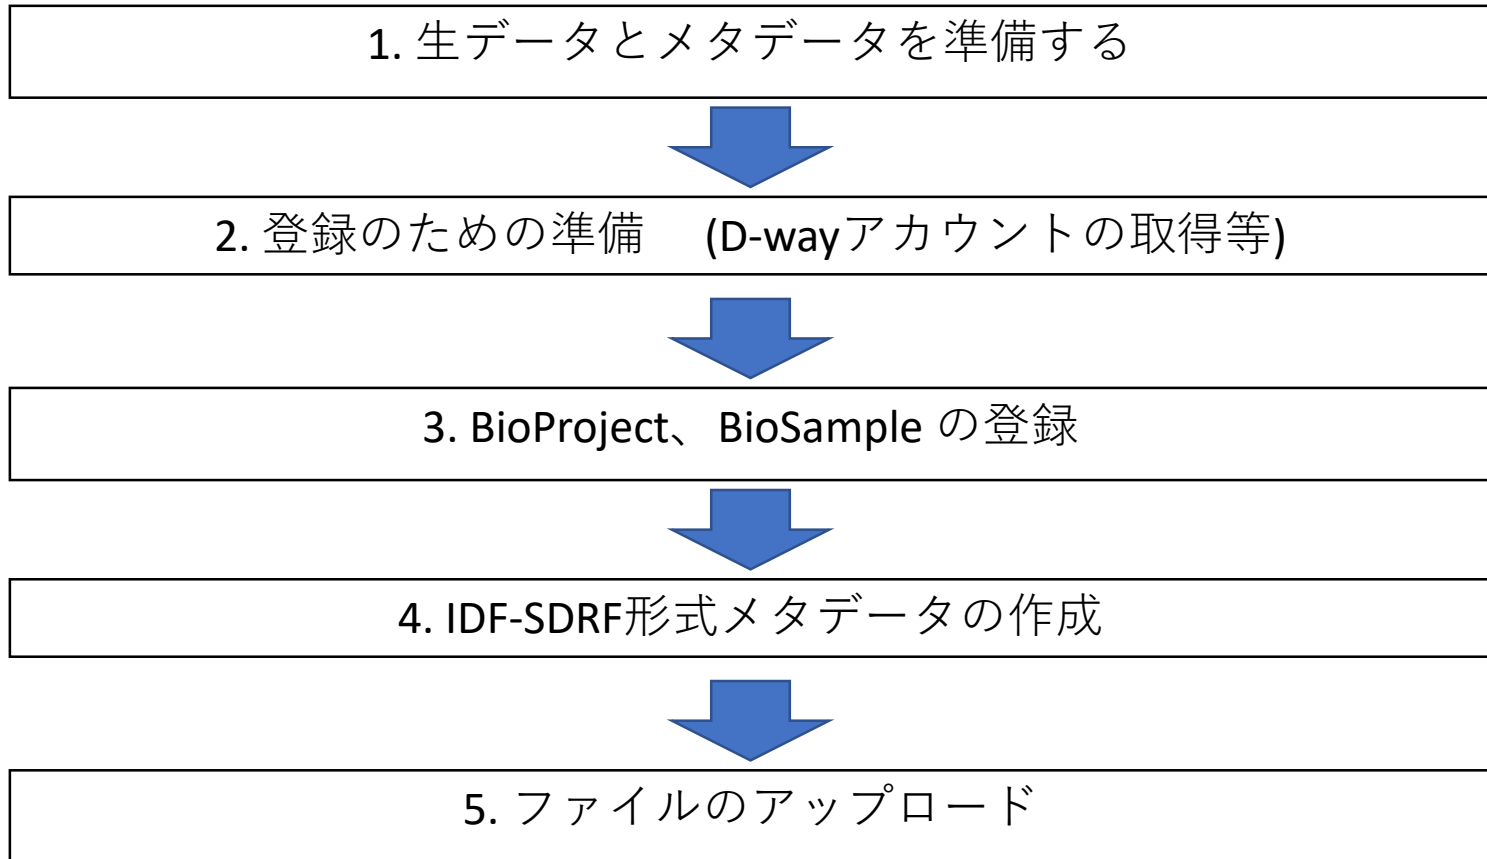 1. 生データとメタデータを準備する
2. 登録のための準備　(D-wayアカウントの取得等)
3. BioProject、BioSample の登録
4. IDF-SDRF形式メタデータの作成
5. ファイルのアップロード